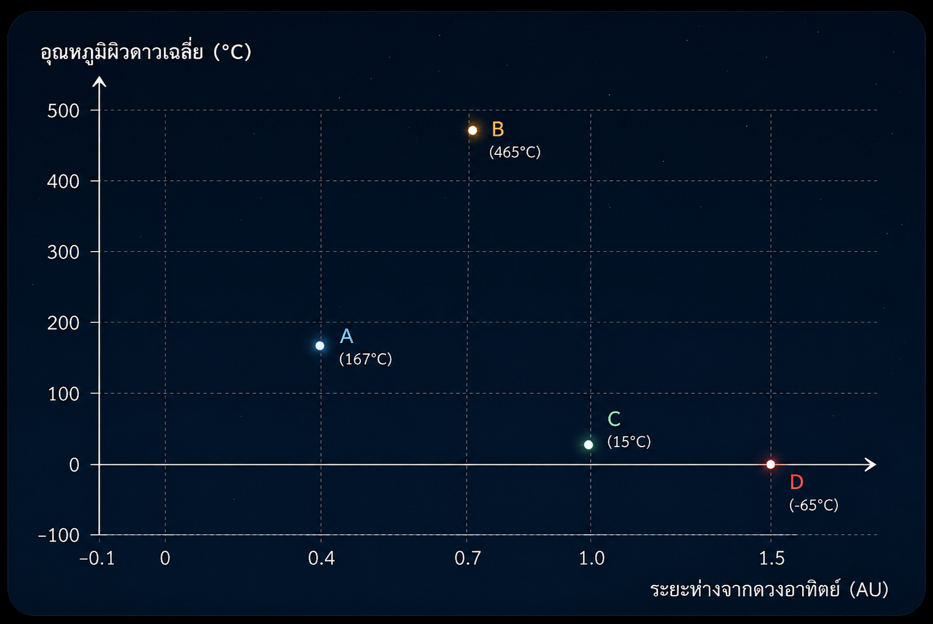 อุณหภูมิผิวดาวเฉลี่ย (°C)
500
B
(465°C)
400
300
200
A
(167°C)
100
C
(15°C)
0
D
(-65°C)
−100
−0.1 0 0.4 0.7 1.0 1.5
ระยะห่างจากดวงอาทิตย์ (AU)